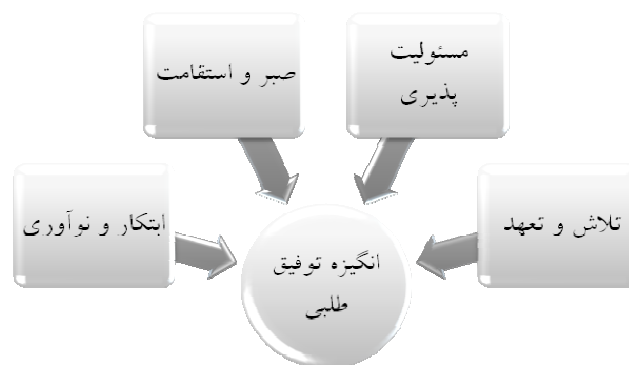 مسئولیت
پذیری
صبر و استقامت
تلاش و تعهد
ابتکار و نوآوری
انگیزه توفیق
طلبی